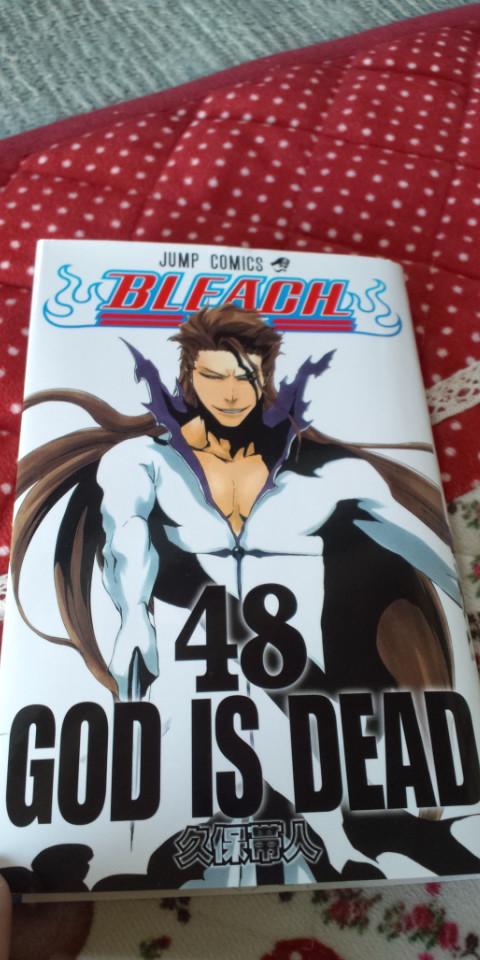 JUMP COMICS
BLEACH
48
GOD IS DEAD
久保帯人